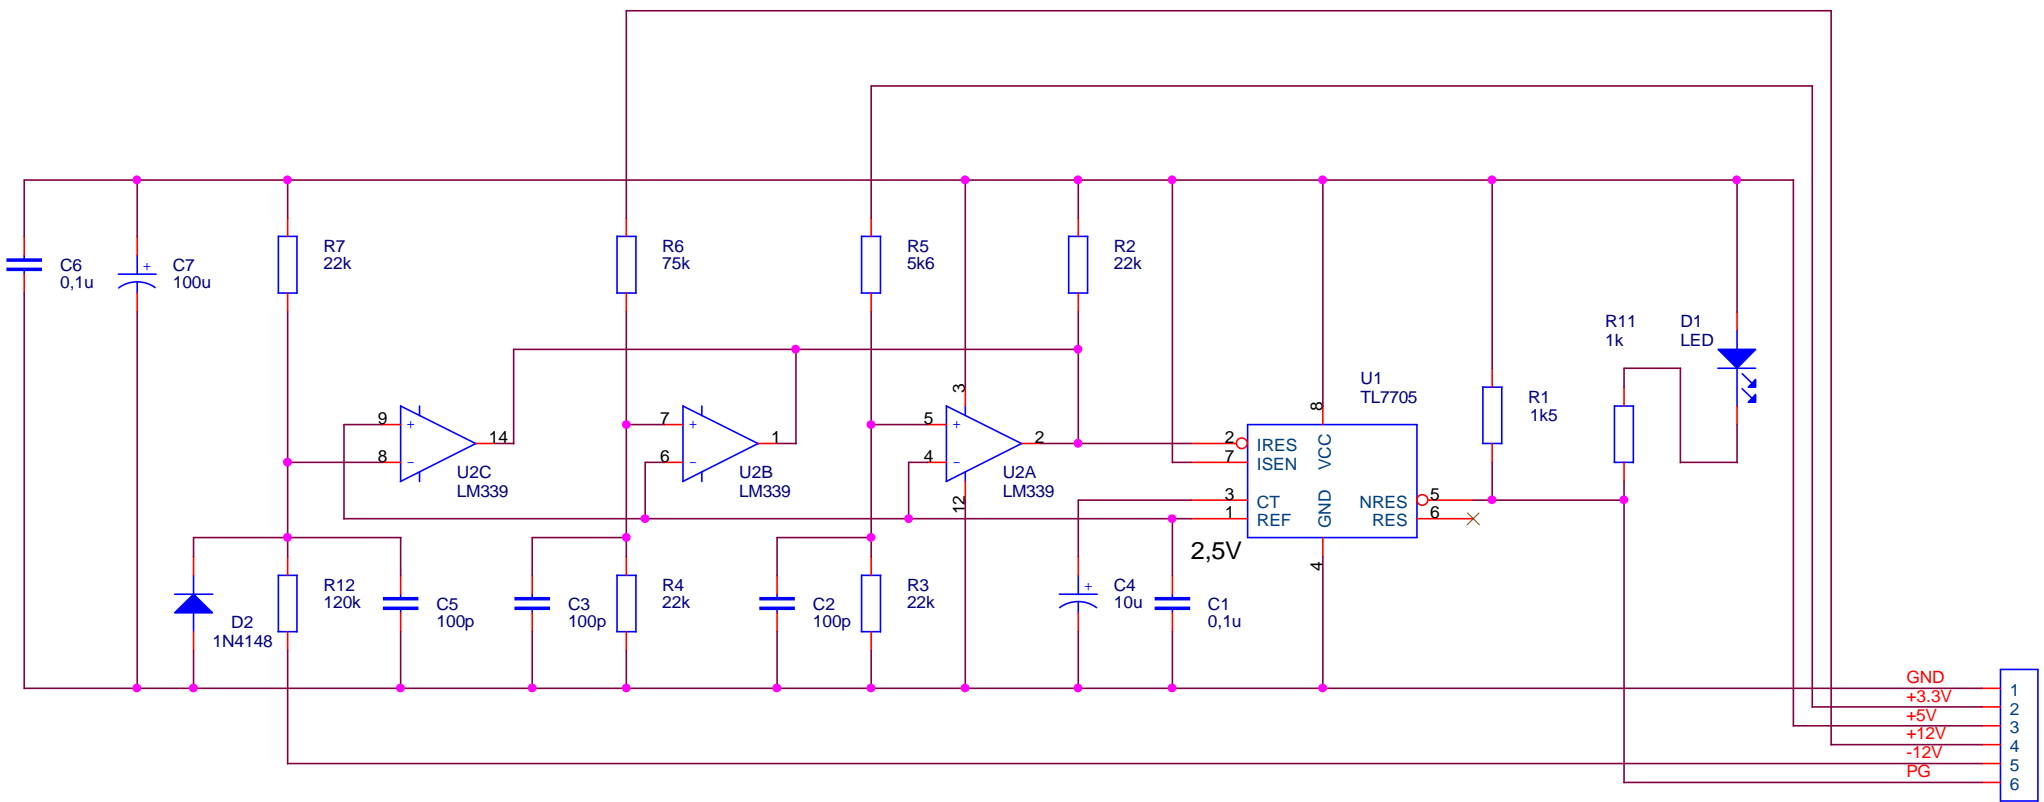 C6
0,1u
+
C7
100u
R7
22k
R6
75k
R5
5k6
R2
22k
9
+
8
−
14
U2C
LM339
7
+
6
−
1
U2B
LM339
3
5
+
4
−
2
12
U2A
LM339
U1
TL7705
8
2
IRES
7
ISEN
VCC
3
CT
1
REF
GND
NRES
5
RES
6
4
2,5V
R1
1k5
R11
1k
D1
LED
D2
1N4148
R12
120k
C5
100p
C3
100p
R4
22k
C2
100p
R3
22k
+
C4
10u
C1
0,1u
GND
1
+3.3V
2
+5V
3
+12V
4
-12V
5
PG
6